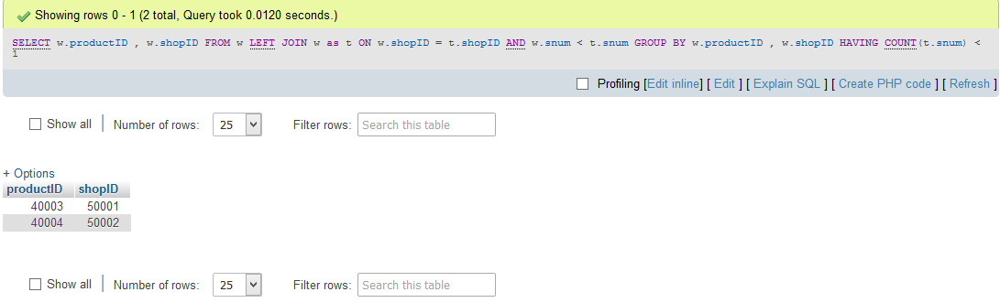 Showing rows 0 - 1 (2 total, Query took 0.0120 seconds.)
SELECT w.productID , w.shopID FROM w LEFT JOIN w as t ON w.shopID = t.shopID AND w.snum < t.snum GROUP BY w.productID , w.shopID HAVING COUNT(t.snum) <
1
Profiling [Edit inline] [ Edit ] [ Explain SQL ] [ Create PHP code ] [ Refresh ]
Show all | Number of rows: 25 Filter rows: Search this table
+ Options
productID shopID
40003 50001
40004 50002
Show all | Number of rows: 25 Filter rows: Search this table